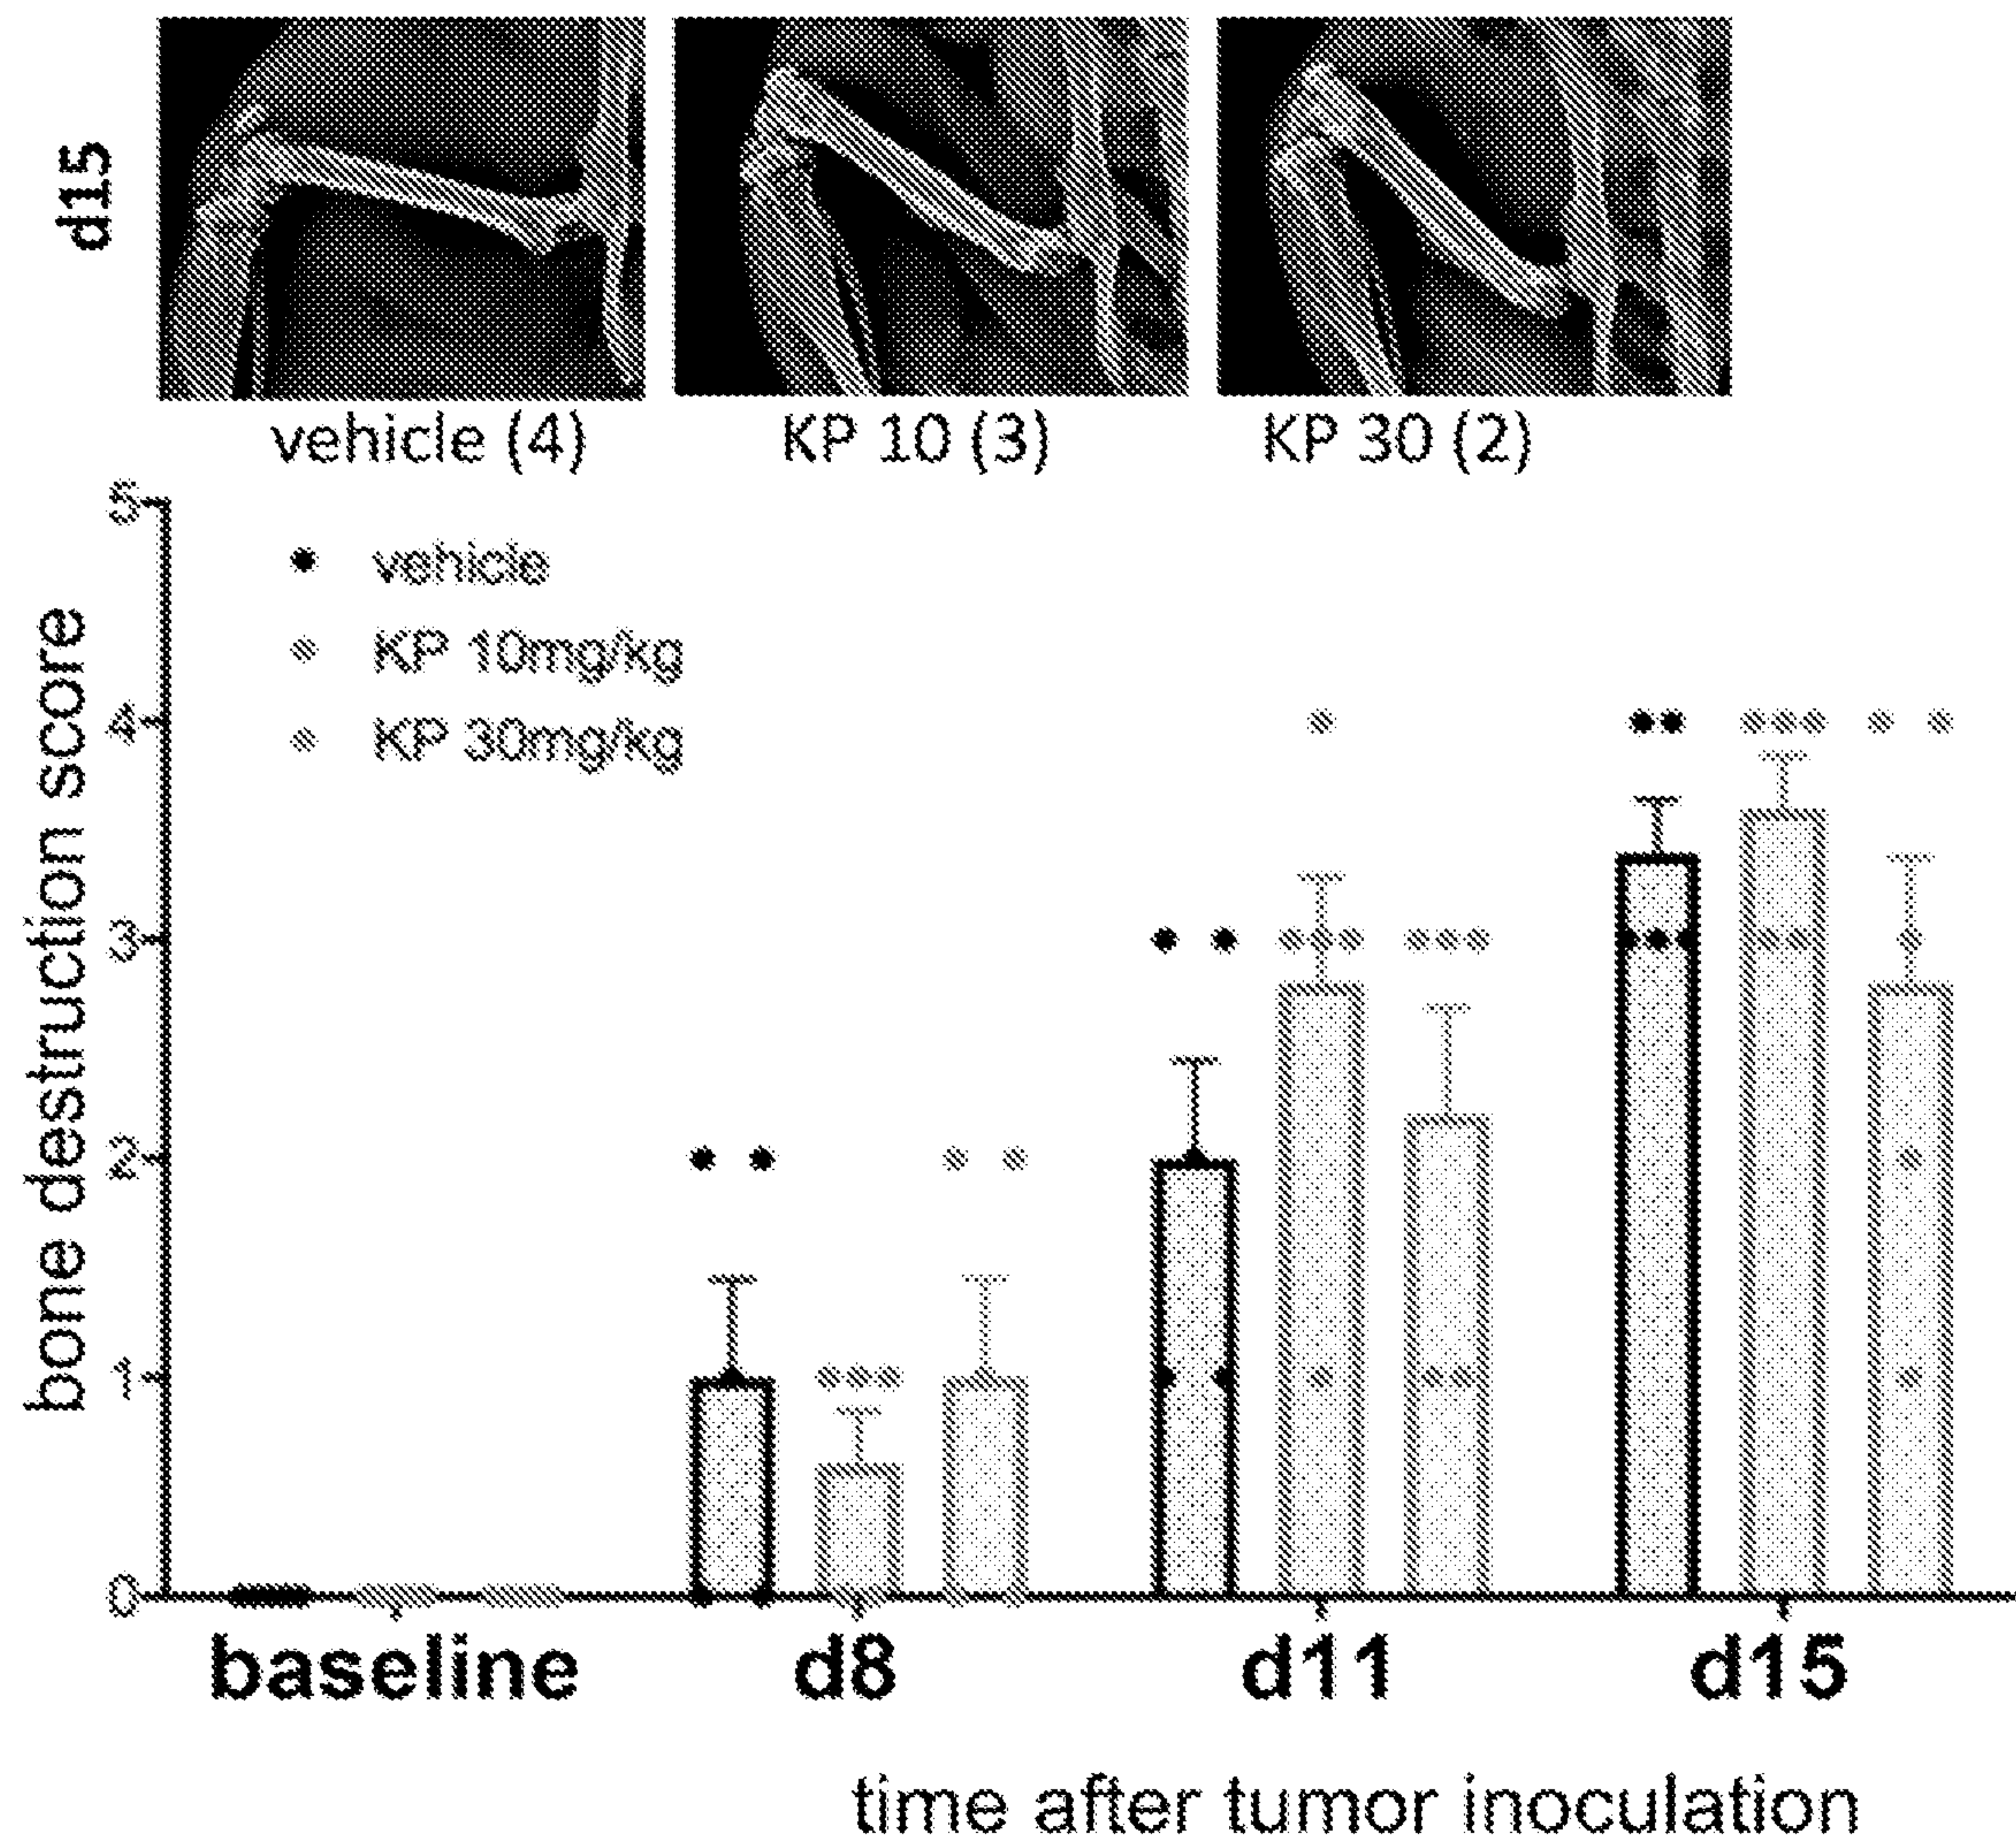 d15
vehicle (4)
KP 10 (3)
KP 30 (2)
bone destruction score
5
4
3
2
1
0
vehicle
KP 10mg/kg
KP 30mg/kg
baseline
d8
d11
d15
time after tumor inoculation